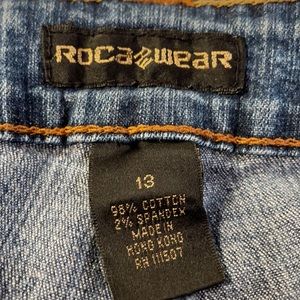 ROCAWEAR
13
98% COTTON
2% SPANDEX
MADE IN
HONG KONG
RN 111507